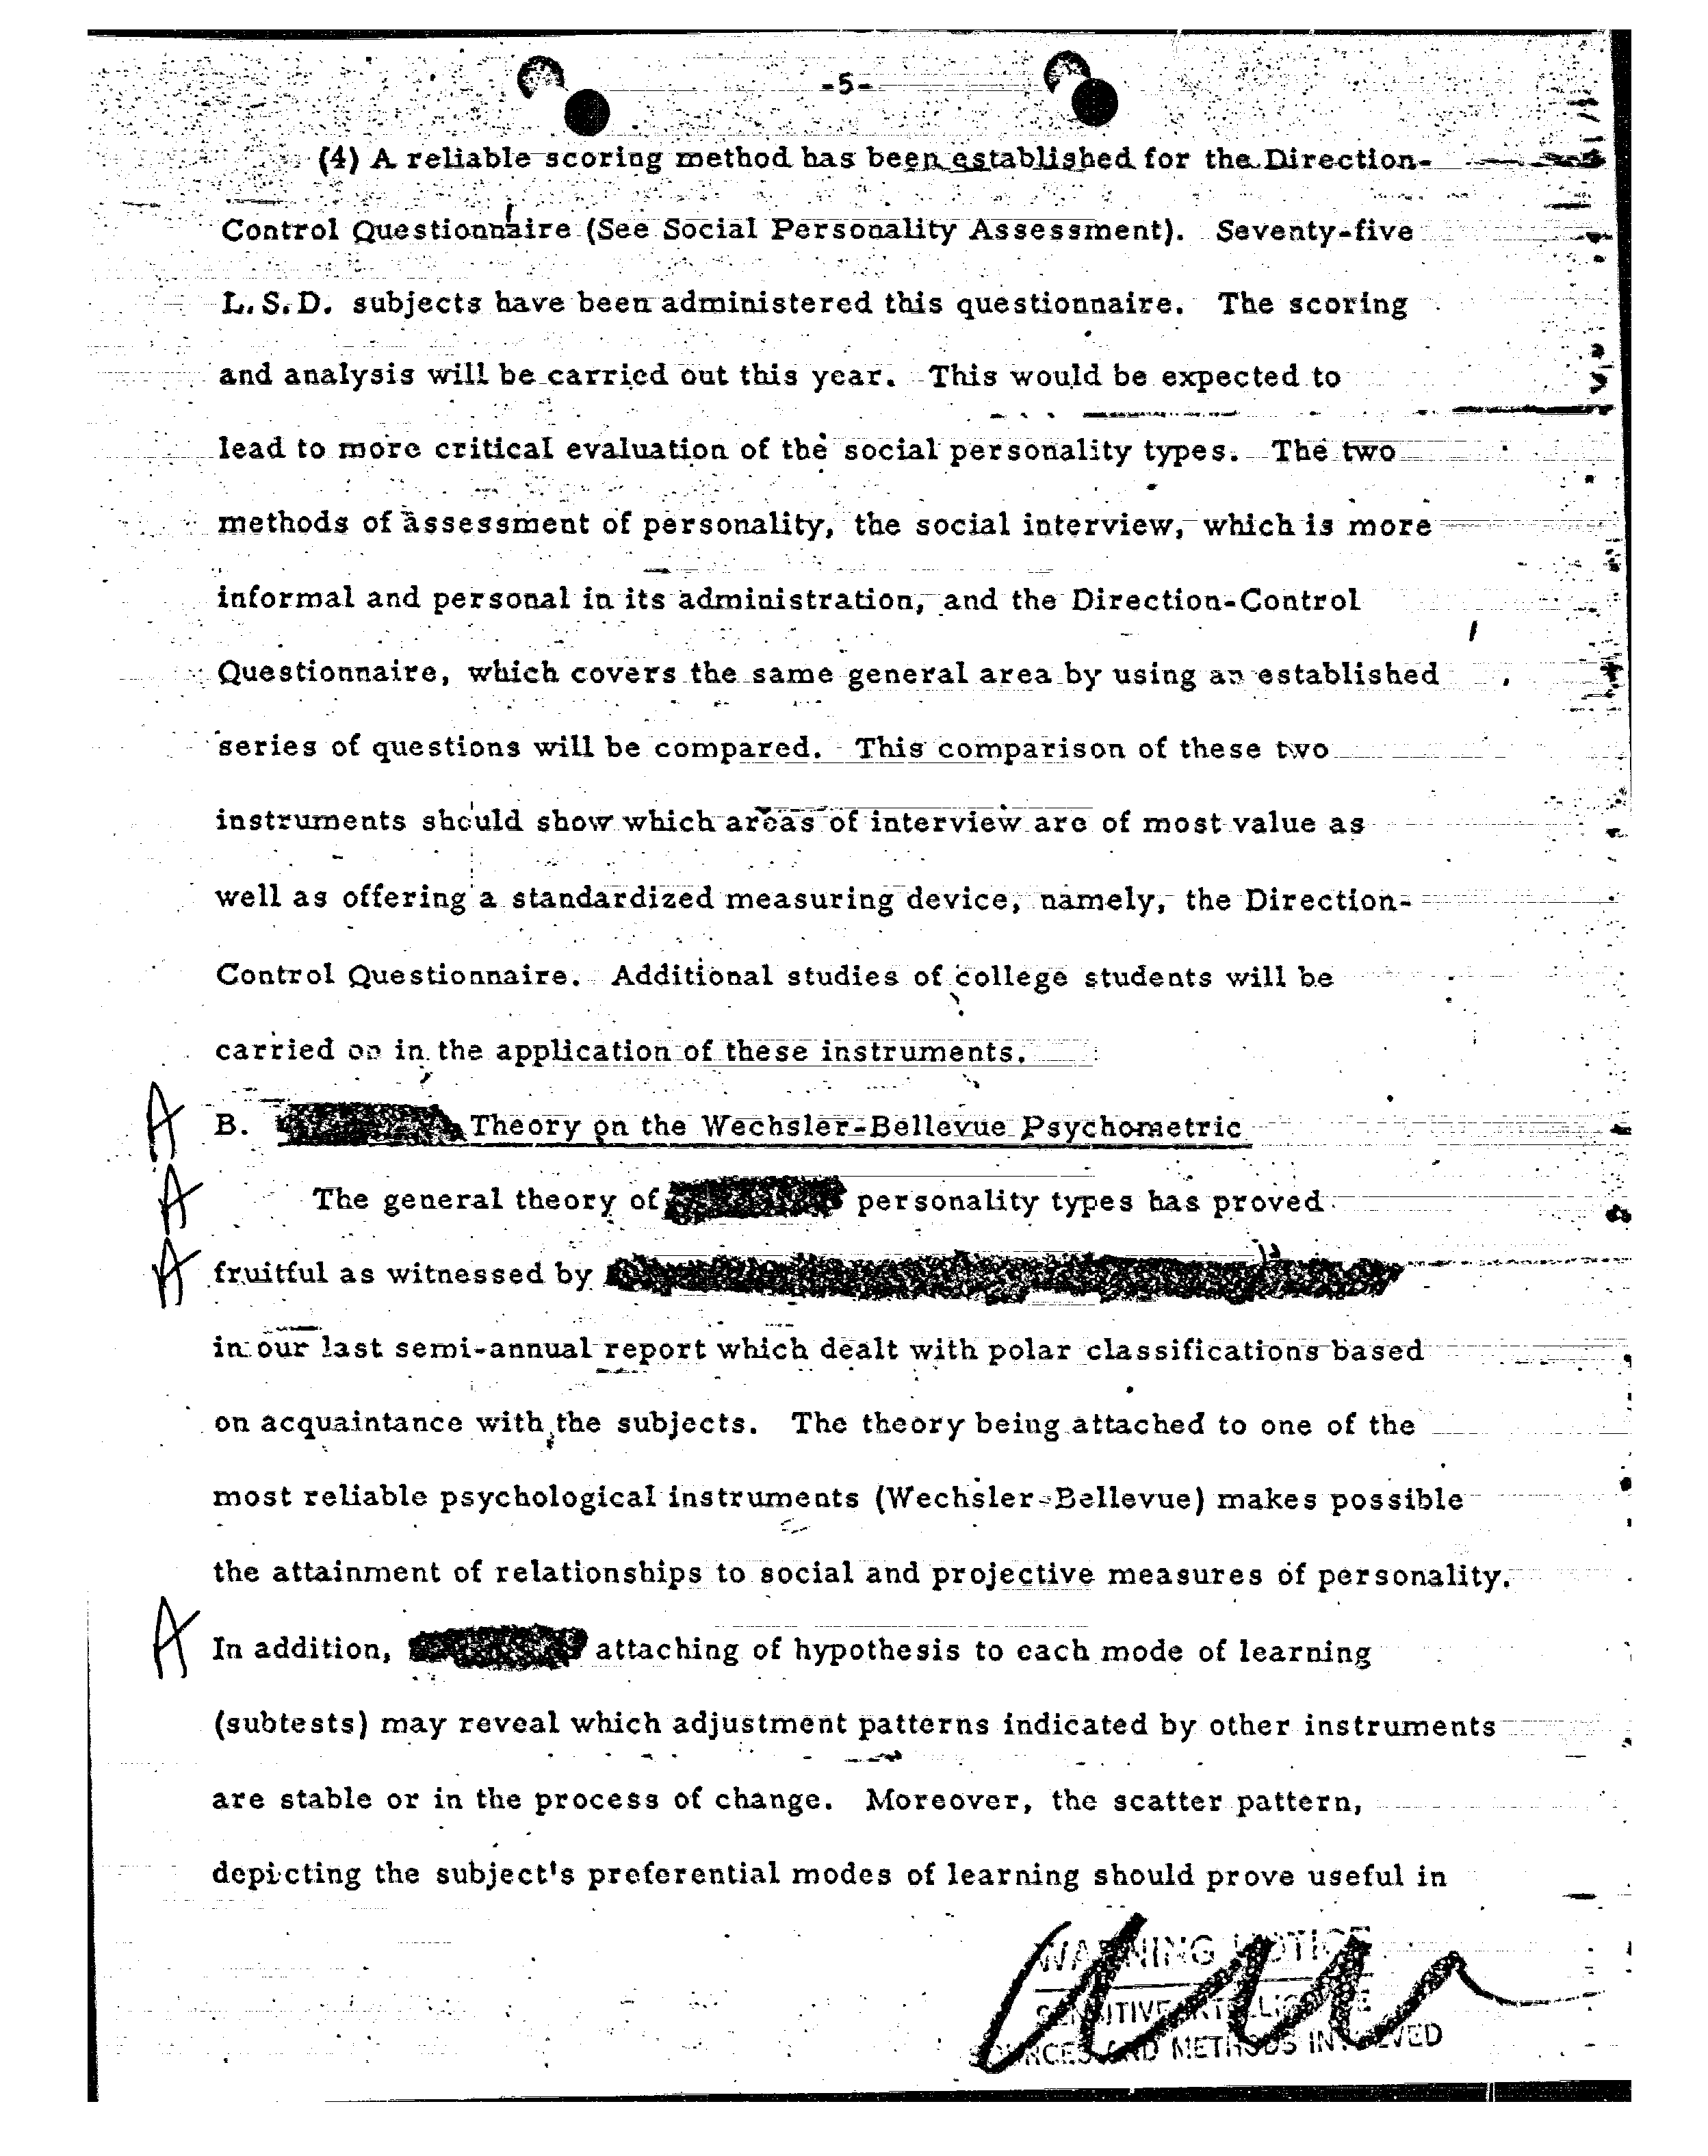 -5-
(4) A reliable scoring method has been established for the Direction-
Control Questionnaire (See Social Personality Assessment). Seventy-five
L.S.D. subjects have been administered this questionnaire. The scoring
and analysis will be carried out this year. This would be expected to
lead to more critical evaluation of the social personality types. The two
methods of assessment of personality, the social interview, which is more
informal and personal in its administration, and the Direction-Control
Questionnaire, which covers the same general area by using an established
series of questions will be compared. This comparison of these two
instruments should show which areas of interview are of most value as
well as offering a standardized measuring device, namely, the Direction-
Control Questionnaire. Additional studies of college students will be
carried on in the application of these instruments.
A B. Theory on the Wechsler-Bellevue Psychometric
A The general theory of personality types has proved
A fruitful as witnessed by
in our last semi-annual report which dealt with polar classifications based
on acquaintance with the subjects. The theory being attached to one of the
most reliable psychological instruments (Wechsler-Bellevue) makes possible
the attainment of relationships to social and projective measures of personality.
A In addition, attaching of hypothesis to each mode of learning
(subtests) may reveal which adjustment patterns indicated by other instruments
are stable or in the process of change. Moreover, the scatter pattern,
depicting the subject's preferential modes of learning should prove useful in
WARNING NOTICE
SENSITIVE INTELLIGENCE
SOURCES AND METHODS INVOLVED